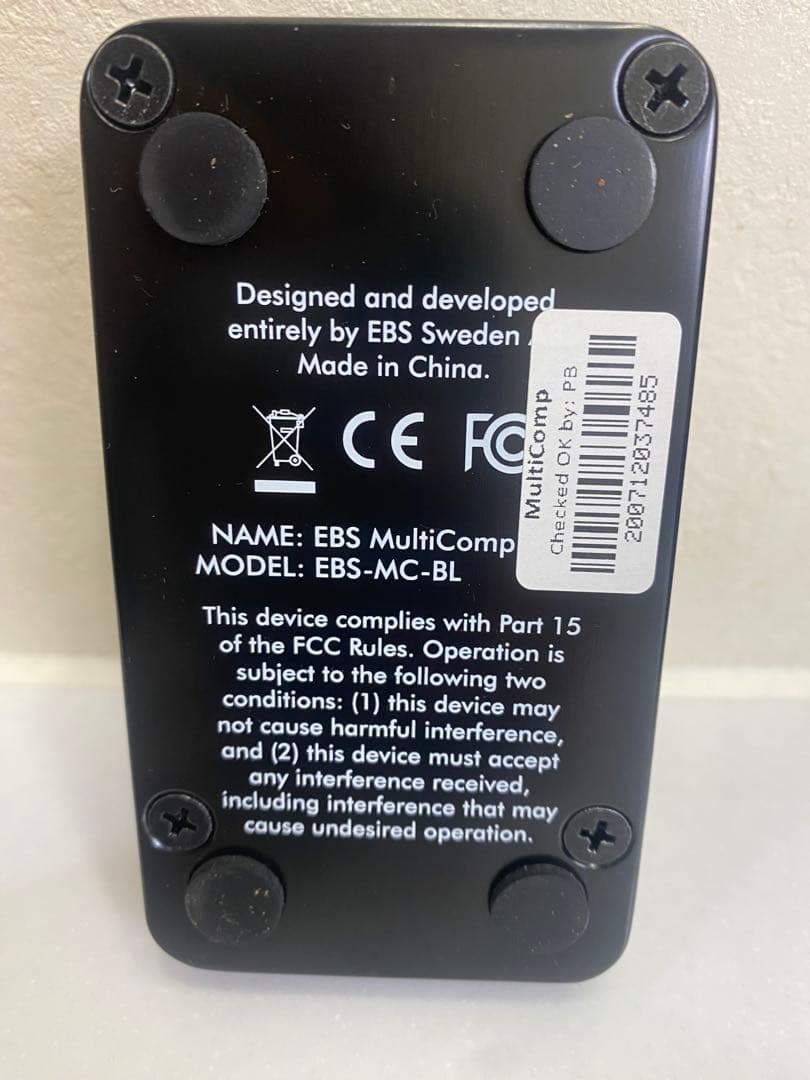 Designed and developed
entirely by EBS Sweden
Made in China.
CE FC
NAME: EBS MultiComp
MODEL: EBS-MC-BL
This device complies with Part 15
of the FCC Rules. Operation is
subject to the following two
conditions: (1) this device may
not cause harmful interference,
and (2) this device must accept
any interference received,
including interference that may
cause undesired operation.
MultiComp
Checked OK by: PB
200712037485